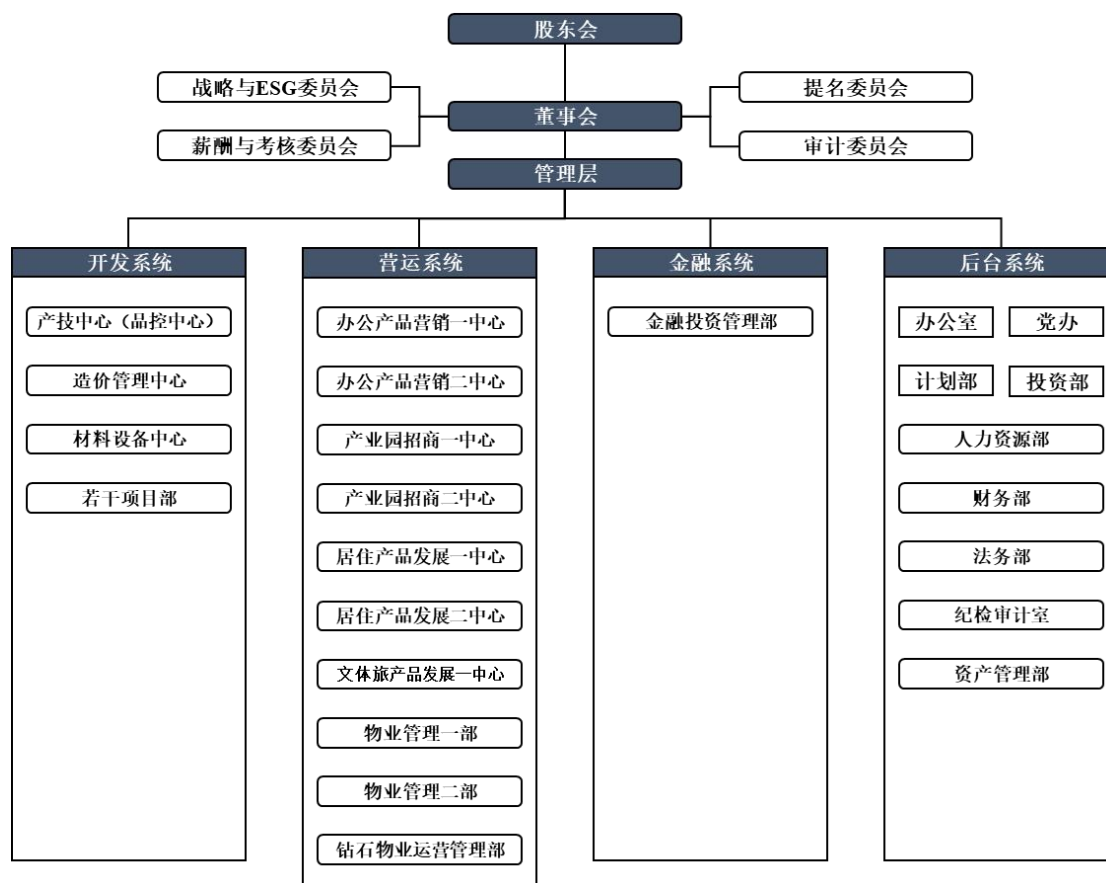 股东会
战略与ESG委员会
提名委员会
董事会
薪酬与考核委员会
审计委员会
管理层
开发系统
产技中心（品控中心）
造价管理中心
材料设备中心
若干项目部
营运系统
办公产品营销一中心
办公产品营销二中心
产业园招商一中心
产业园招商二中心
居住产品发展一中心
居住产品发展二中心
文体旅产品发展一中心
物业管理一部
物业管理二部
钻石物业运营管理部
金融系统
金融投资管理部
后台系统
办公室
党办
计划部
投资部
人力资源部
财务部
法务部
纪检审计室
资产管理部